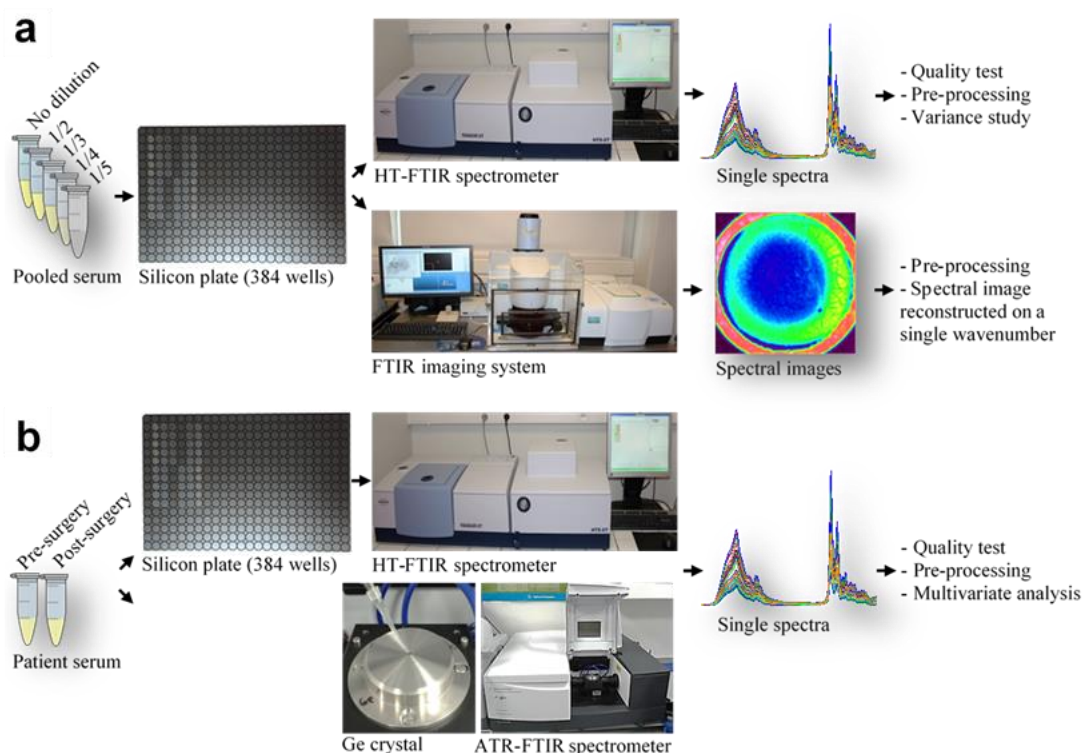 a
No dilution
1/2
1/3
1/4
1/5
Pooled serum
Silicon plate (384 wells)
HT-FTIR spectrometer
Single spectra
- Quality test
- Pre-processing
- Variance study
FTIR imaging system
Spectral images
- Pre-processing
- Spectral image
reconstructed on a
single wavenumber
b
Pre-surgery
Post-surgery
Patient serum
Silicon plate (384 wells)
HT-FTIR spectrometer
Ge crystal
ATR-FTIR spectrometer
Single spectra
- Quality test
- Pre-processing
- Multivariate analysis